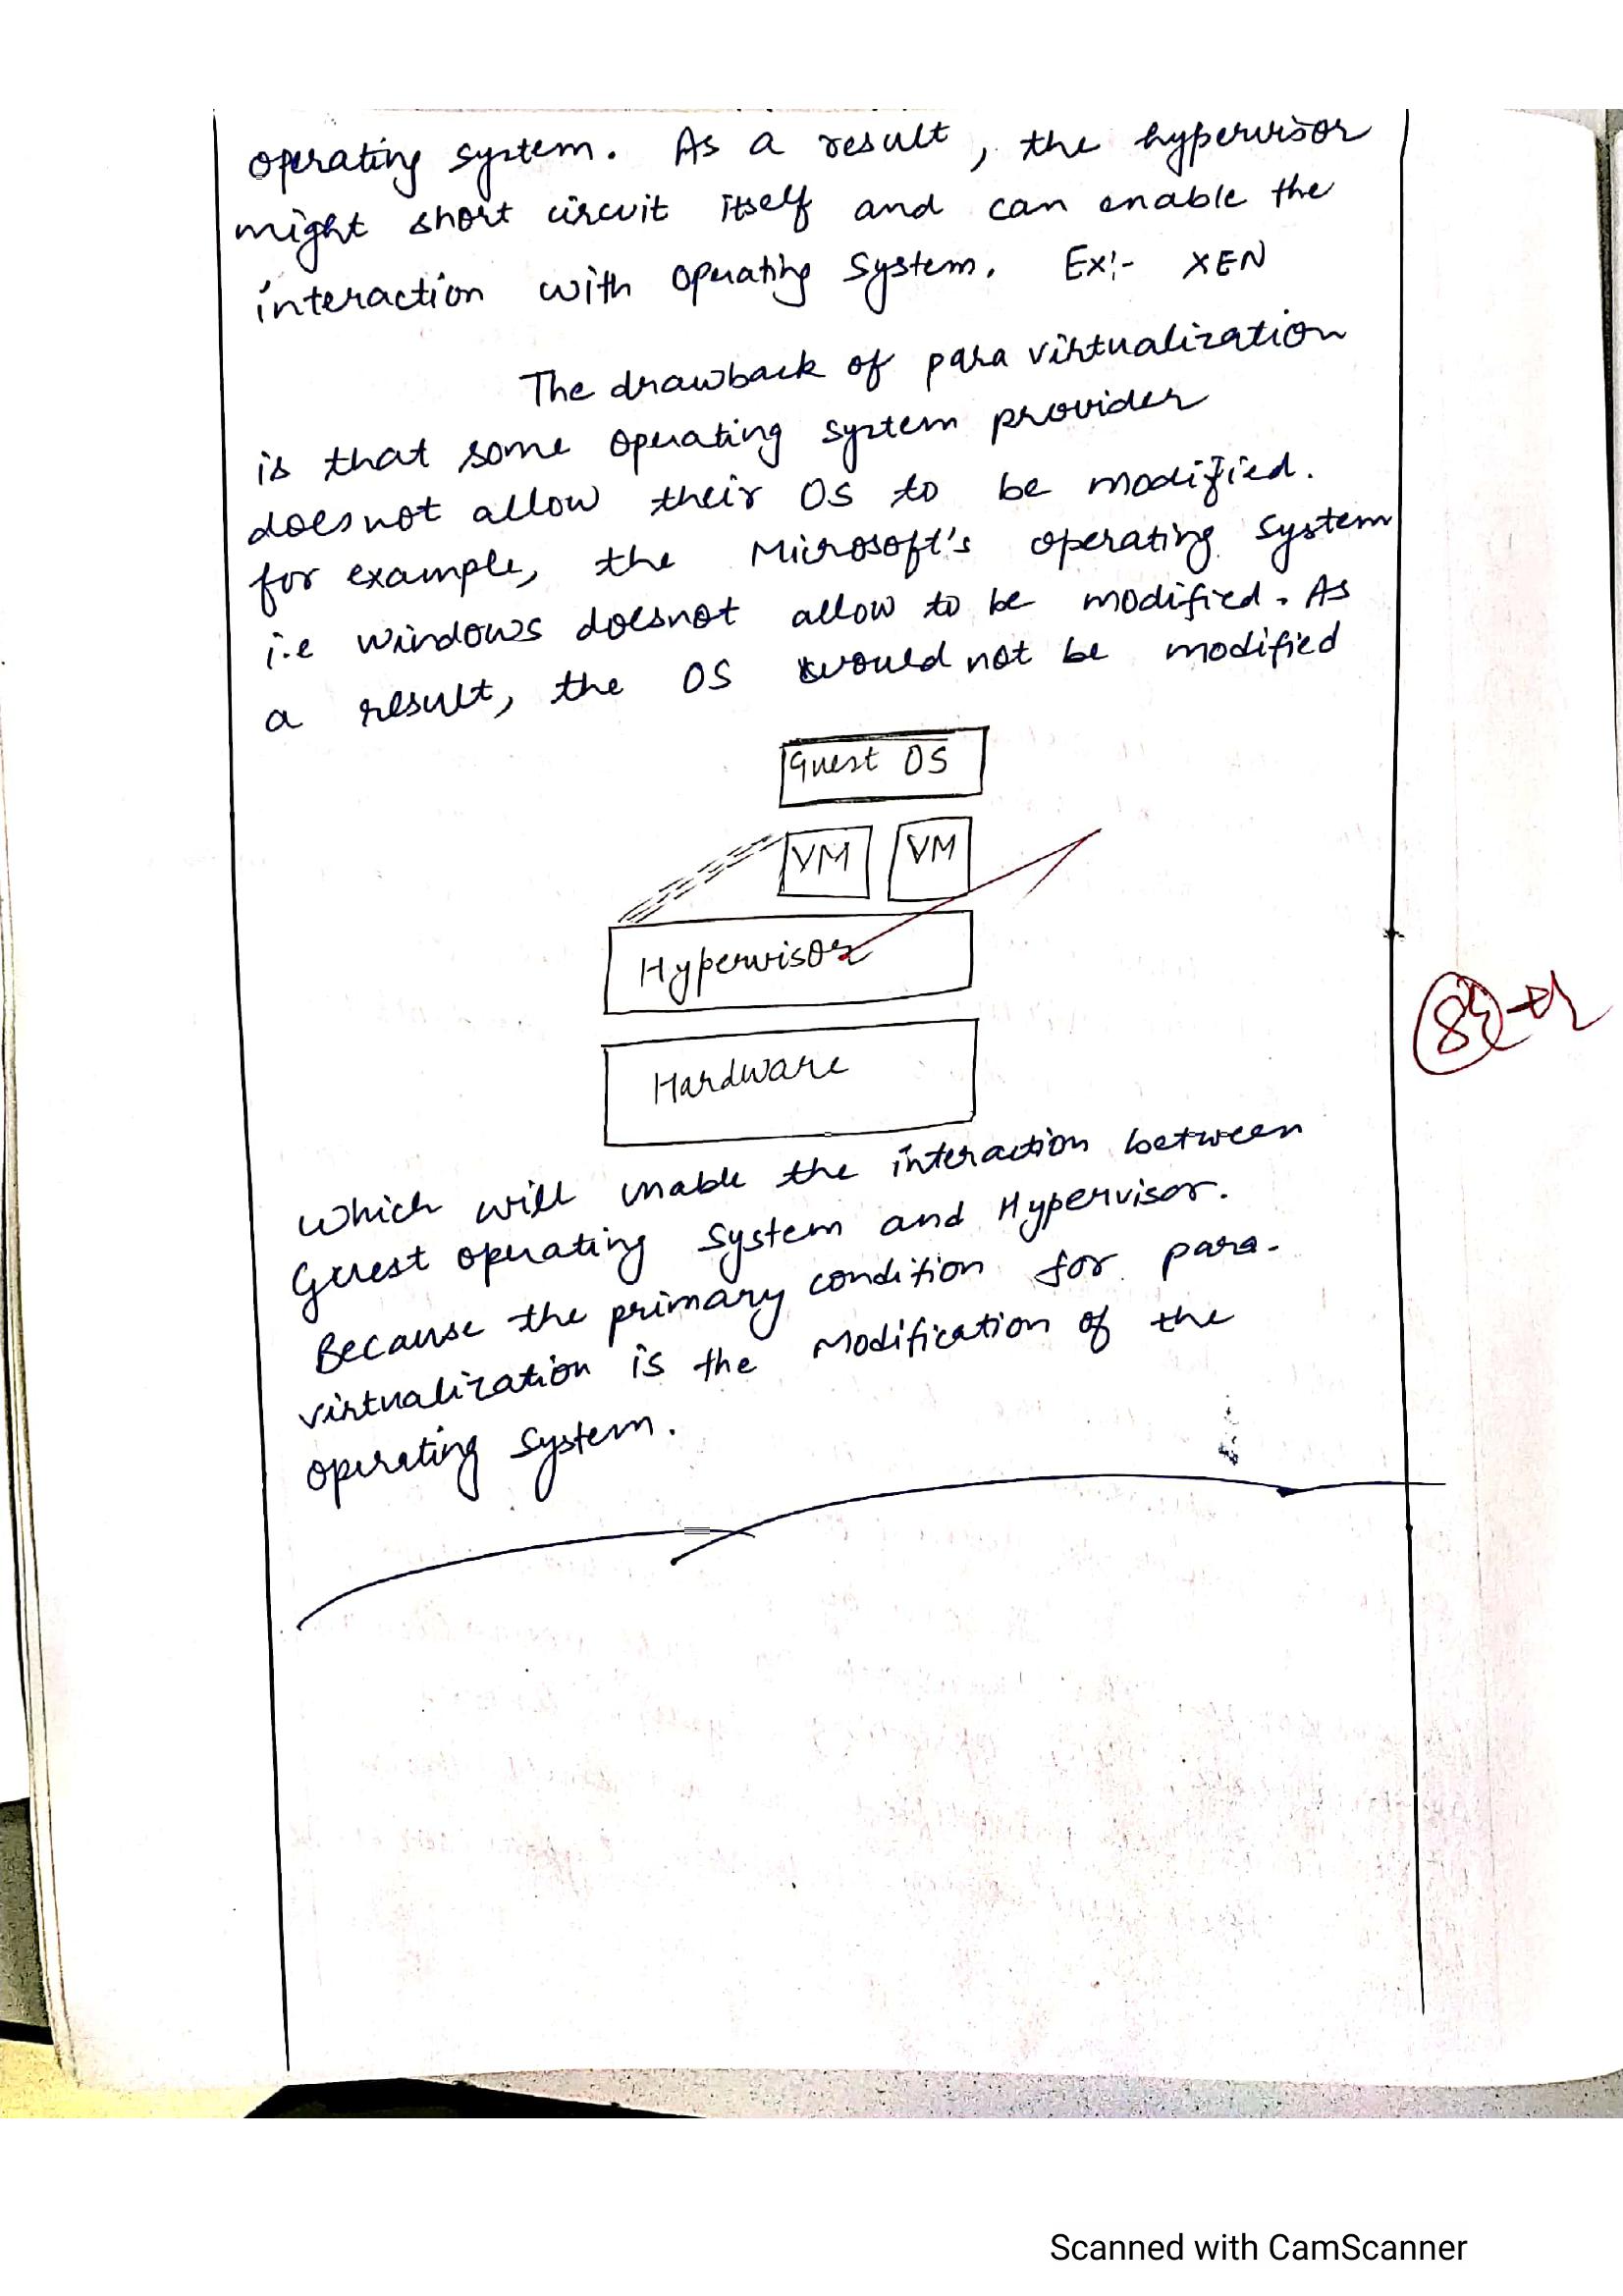 operating system. As a result, the hypervisor
might short circuit itself and can enable the
interaction with operating system. Ex:- XEN
The drawback of para virtualization
is that some operating system provider
doesnot allow their OS to be modified.
for example, the Microsoft's operating system
i.e windows doesnot allow to be modified. As
a result, the OS would not be modified
Guest OS
VM VM
Hypervisor
Hardware
which will unable the interaction between
Guest operating system and Hypervisor.
Because the primary condition for para-
virtualization is the Modification of the
operating system.
Scanned with CamScanner